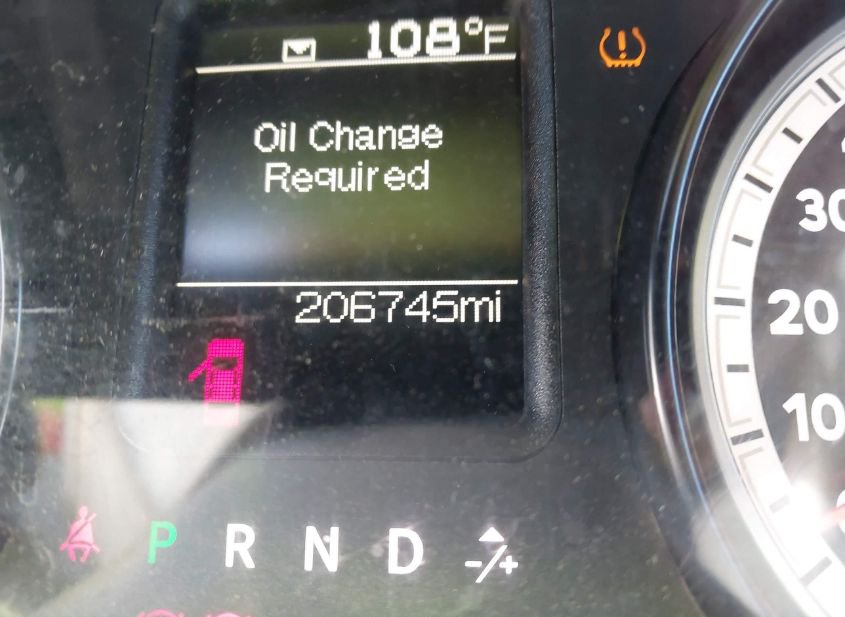 108°F
Oil Change
Required
206745mi
30
20
10
P R N D -/+